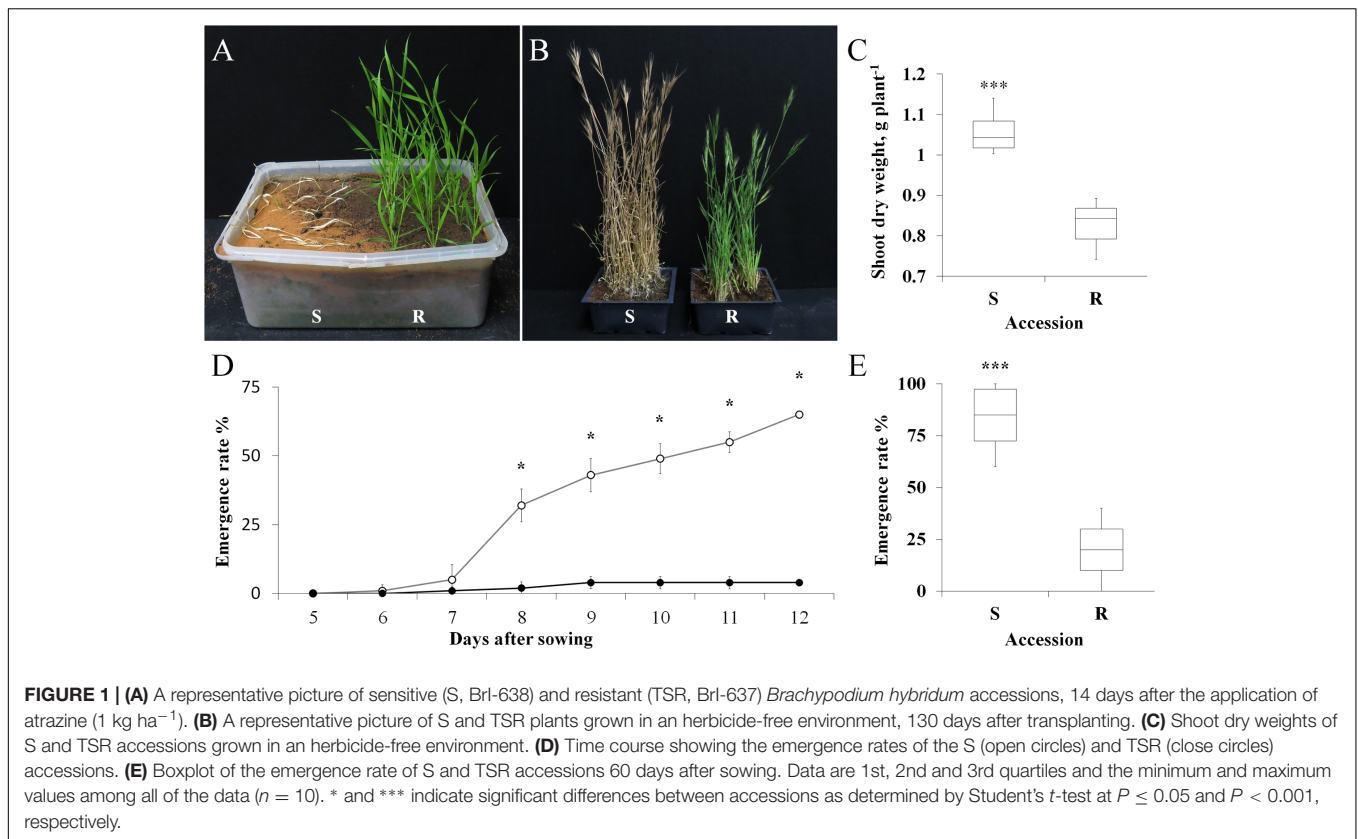 A
S R
B
S R
C
Shoot dry weight, g plant-1
1.2
1.1
1
0.9
0.8
0.7
***
S R
Accession
D
Emergence rate %
75
50
25
0
* * * * *
5 6 7 8 9 10 11 12
Days after sowing
E
Emergence rate %
100
75
50
25
0
***
S R
Accession
FIGURE 1 | (A) A representative picture of sensitive (S, BrI-638) and resistant (TSR, BrI-637) Brachypodium hybridum accessions, 14 days after the application of
atrazine (1 kg ha−1). (B) A representative picture of S and TSR plants grown in an herbicide-free environment, 130 days after transplanting. (C) Shoot dry weights of
S and TSR accessions grown in an herbicide-free environment. (D) Time course showing the emergence rates of the S (open circles) and TSR (close circles)
accessions. (E) Boxplot of the emergence rate of S and TSR accessions 60 days after sowing. Data are 1st, 2nd and 3rd quartiles and the minimum and maximum
values among all of the data (n = 10). * and *** indicate significant differences between accessions as determined by Student's t-test at P ≤ 0.05 and P < 0.001,
respectively.